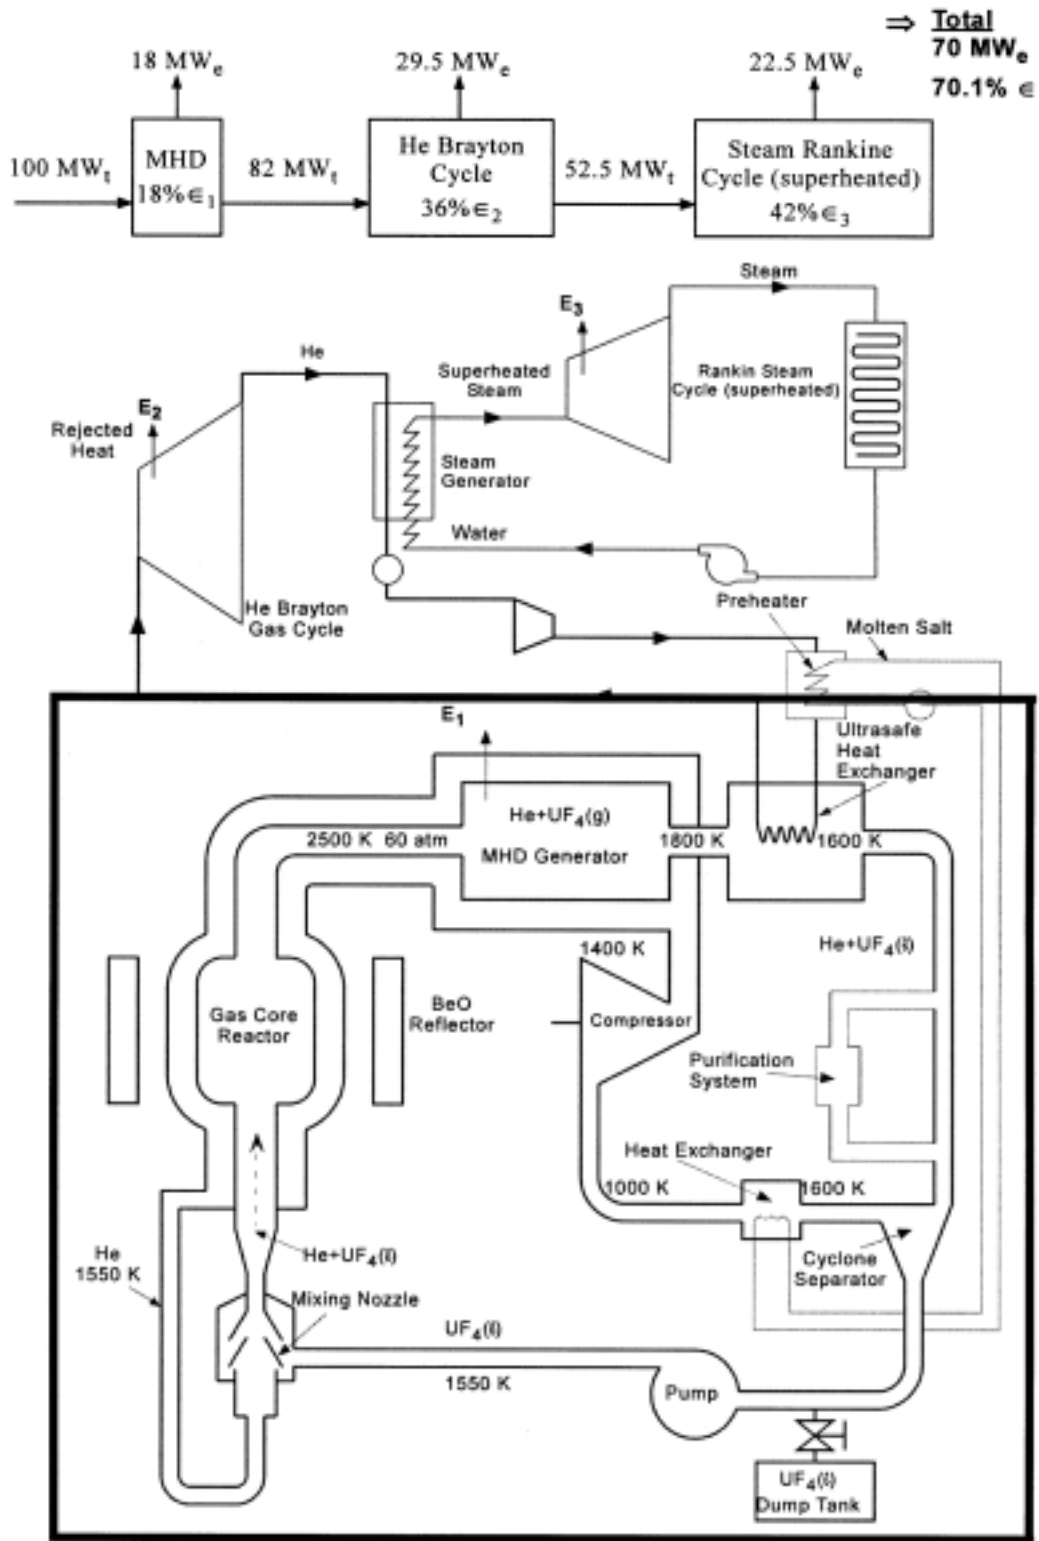 ⇒ Total
70 MWe
70.1% ∈
18 MWe
29.5 MWe
22.5 MWe
100 MWt
MHD
18%∈1
82 MWt
He Brayton
Cycle
36%∈2
52.5 MWt
Steam Rankine
Cycle (superheated)
42%∈3
Steam
E3
He
Superheated
Steam
Rankin Steam
Cycle (superheated)
E2
Rejected
Heat
Steam
Generator
Water
He Brayton
Gas Cycle
Preheater
Molten Salt
E1
Ultrasafe
Heat
Exchanger
He+UF4(g)
2500 K 60 atm
MHD Generator
1800 K
1600 K
He+UF4(ℓ)
1400 K
Gas Core
Reactor
BeO
Reflector
Compressor
Purification
System
Heat Exchanger
1000 K
1600 K
He
1550 K
He+UF4(ℓ)
Cyclone
Separator
Mixing Nozzle
UF4(ℓ)
1550 K
Pump
UF4(ℓ)
Dump Tank